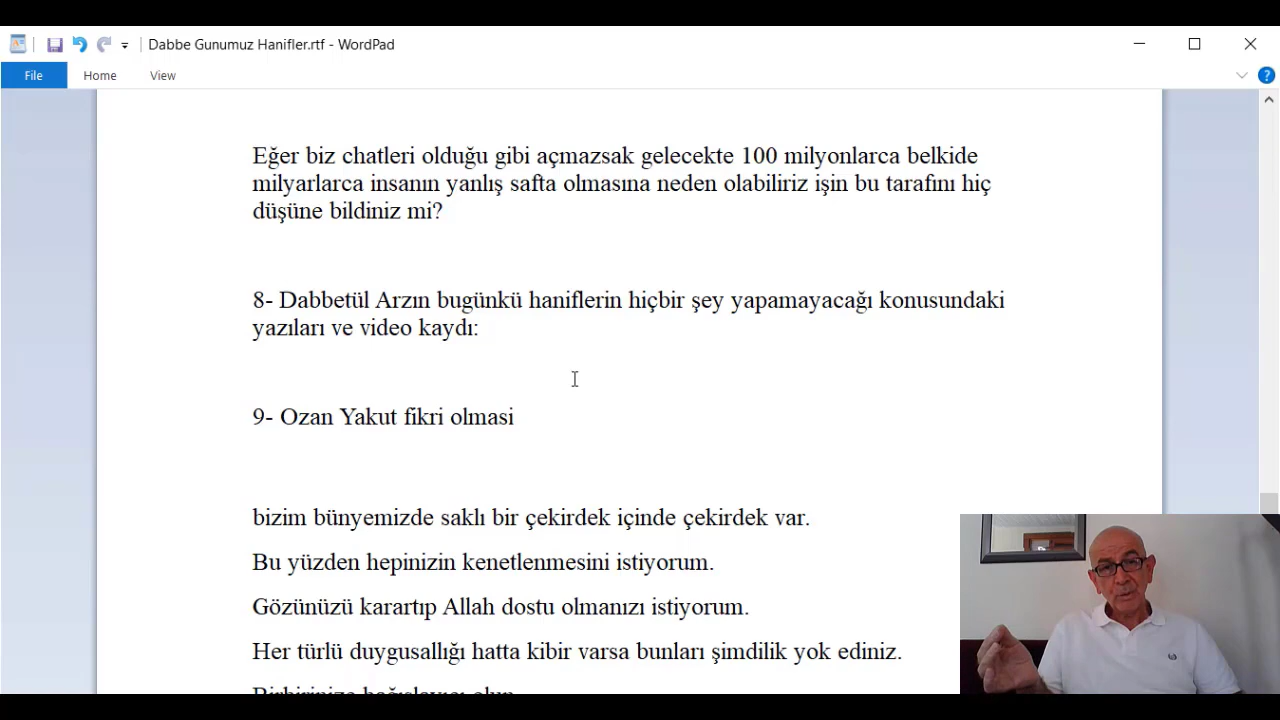 Dabbe Gunumuz Hanifler.rtf - WordPad
File Home View
?
Eğer biz chatleri olduğu gibi açmazsak gelecekte 100 milyonlarca belkide
milyarlarca insanın yanlış safta olmasına neden olabiliriz işin bu tarafını hiç
düşüne bildiniz mi?
8- Dabbetül Arzın bugünkü haniflerin hiçbir şey yapamayacağı konusundaki
yazıları ve video kaydı:
9- Ozan Yakut fikri olmasi
bizim bünyemizde saklı bir çekirdek içinde çekirdek var.
Bu yüzden hepinizin kenetlenmesini istiyorum.
Gözünüzü karartıp Allah dostu olmanızı istiyorum.
Her türlü duygusallığı hatta kibir varsa bunları şimdilik yok ediniz.
Birbirinize bağışlayıcı olun